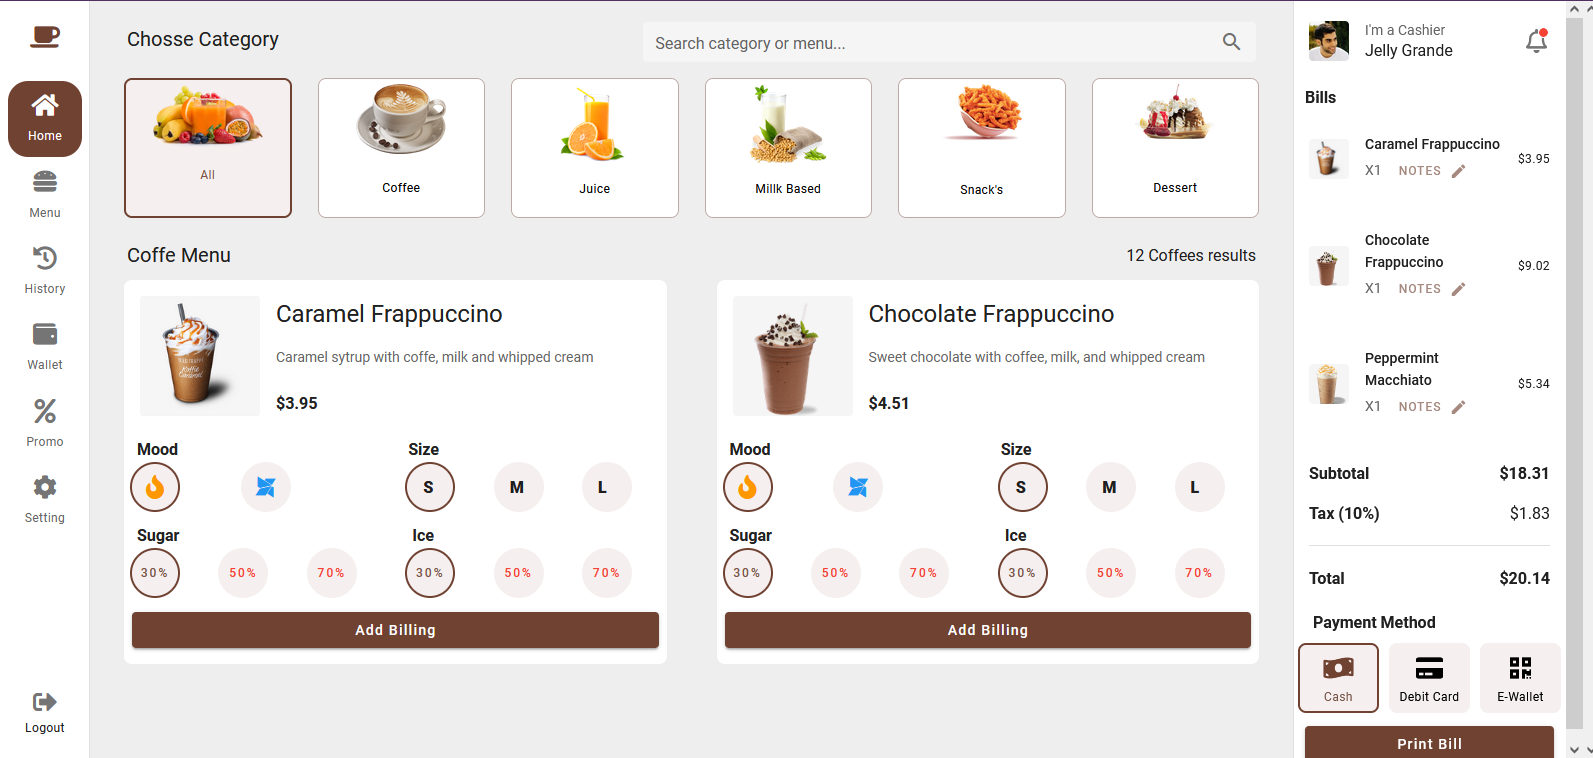 Chosse Category
Search category or menu...
I'm a Cashier
Jelly Grande
Home
Menu
History
Wallet
Promo
Setting
Logout
All
Coffee
Juice
Millk Based
Snack's
Dessert
Coffe Menu
12 Coffees results
Caramel Frappuccino
Caramel sytrup with coffe, milk and whipped cream
$3.95
Mood
Size
S
M
L
Sugar
Ice
30%
50%
70%
30%
50%
70%
Add Billing
Chocolate Frappuccino
Sweet chocolate with coffee, milk, and whipped cream
$4.51
Mood
Size
S
M
L
Sugar
Ice
30%
50%
70%
30%
50%
70%
Add Billing
Bills
Caramel Frappuccino
X1 NOTES
$3.95
Chocolate
Frappuccino
X1 NOTES
$9.02
Peppermint
Macchiato
X1 NOTES
$5.34
Subtotal $18.31
Tax (10%) $1.83
Total $20.14
Payment Method
Cash
Debit Card
E-Wallet
Print Bill